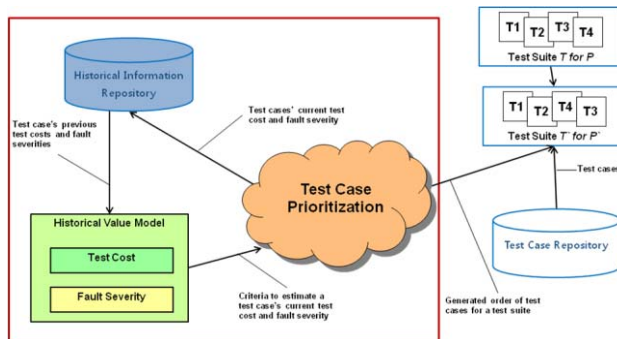 Historical Information
Repository
Test case's previous
test costs and fault
severities
Test cases' current test
cost and fault severity
Historical Value Model
Test Cost
Fault Severity
Test Case
Prioritization
Criteria to estimate a
test case's current test
cost and fault severity
T1
T2
T3
T4
Test Suite T for P
T1
T2
T4
T3
Test Suite T` for P`
Test cases
Test Case Repository
Generated order of test
cases for a test suite